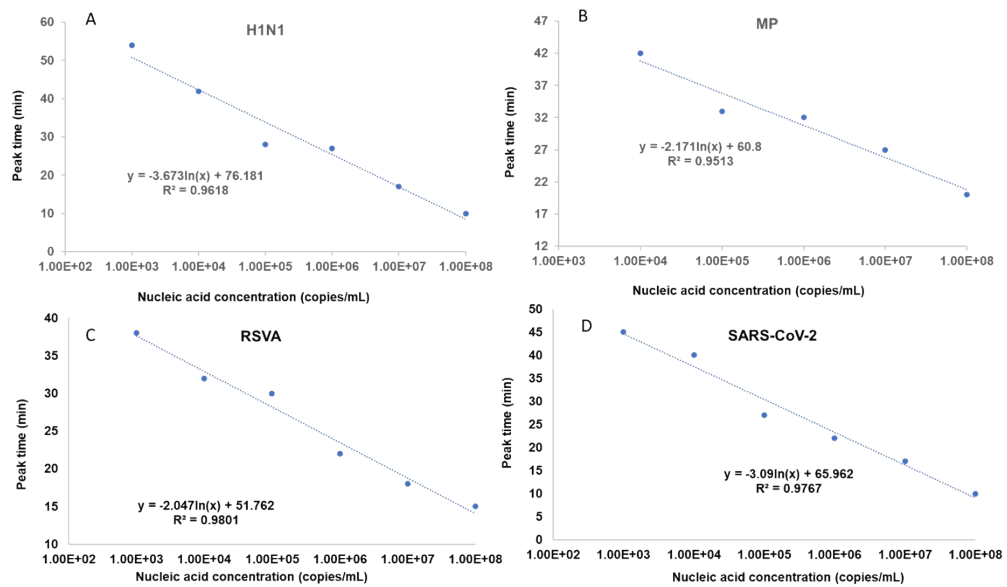 A
H1N1
60
50
40
30
20
10
0
Peak time (min)
y = -3.673ln(x) + 76.181
R² = 0.9618
1.00E+02 1.00E+03 1.00E+04 1.00E+05 1.00E+06 1.00E+07 1.00E+08
Nucleic acid concentration (copies/mL)
B
MP
47
42
37
32
27
22
17
12
Peak time (min)
y = -2.171ln(x) + 60.8
R² = 0.9513
1.00E+03 1.00E+04 1.00E+05 1.00E+06 1.00E+07 1.00E+08
Nucleic acid concentration (copies/mL)
C
RSVA
40
35
30
25
20
15
10
Peak time (min)
y = -2.047ln(x) + 51.762
R² = 0.9801
1.00E+02 1.00E+03 1.00E+04 1.00E+05 1.00E+06 1.00E+07 1.00E+08
Nucleic acid concentration (copies/mL)
D
SARS-CoV-2
50
45
40
35
30
25
20
15
10
5
0
Peak time (min)
y = -3.09ln(x) + 65.962
R² = 0.9767
1.00E+02 1.00E+03 1.00E+04 1.00E+05 1.00E+06 1.00E+07 1.00E+08
Nucleic acid concentration (copies/mL)